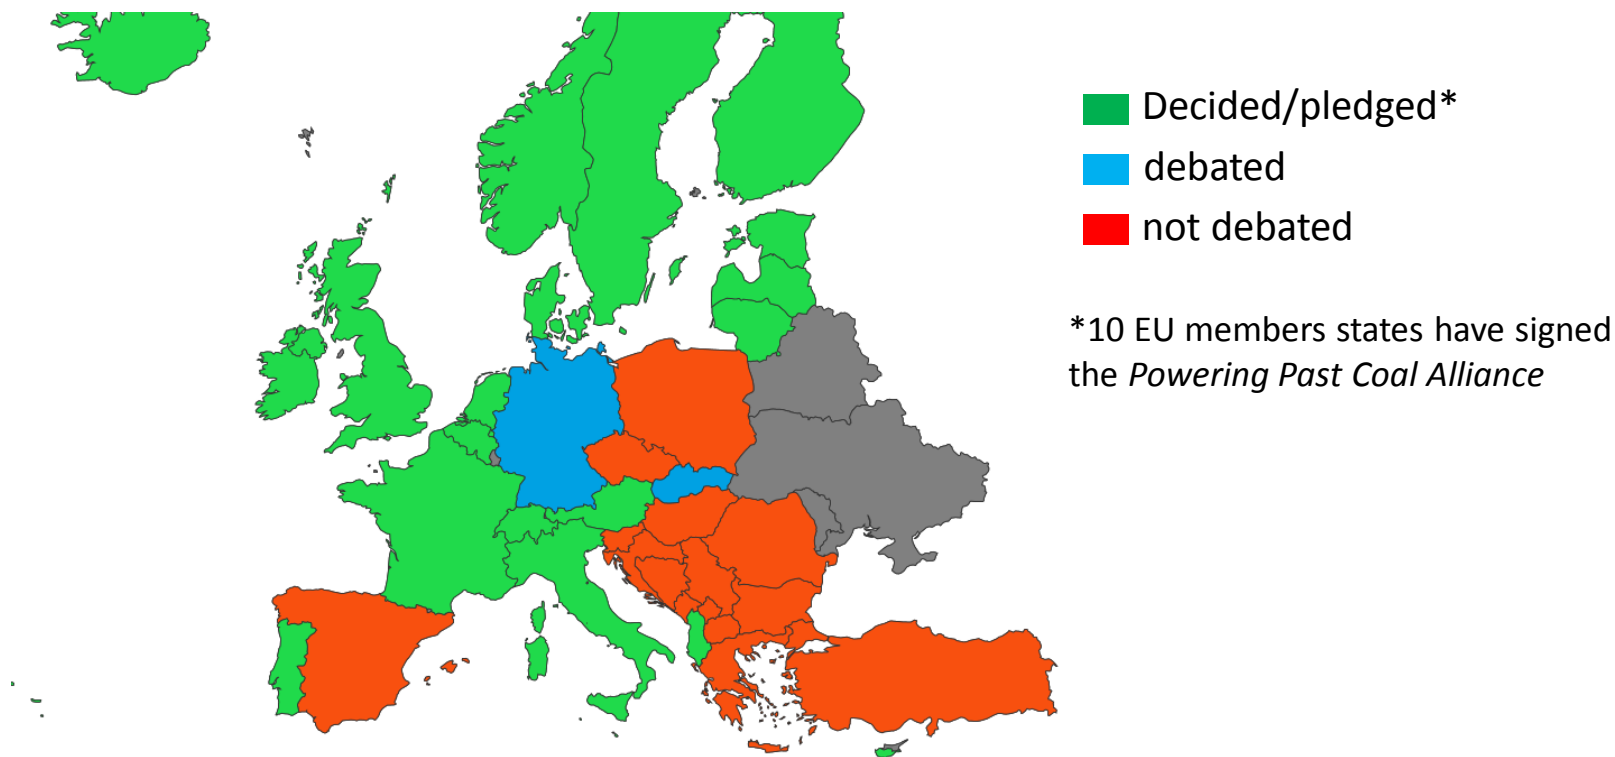 Decided/pledged*
debated
not debated
*10 EU members states have signed
the Powering Past Coal Alliance